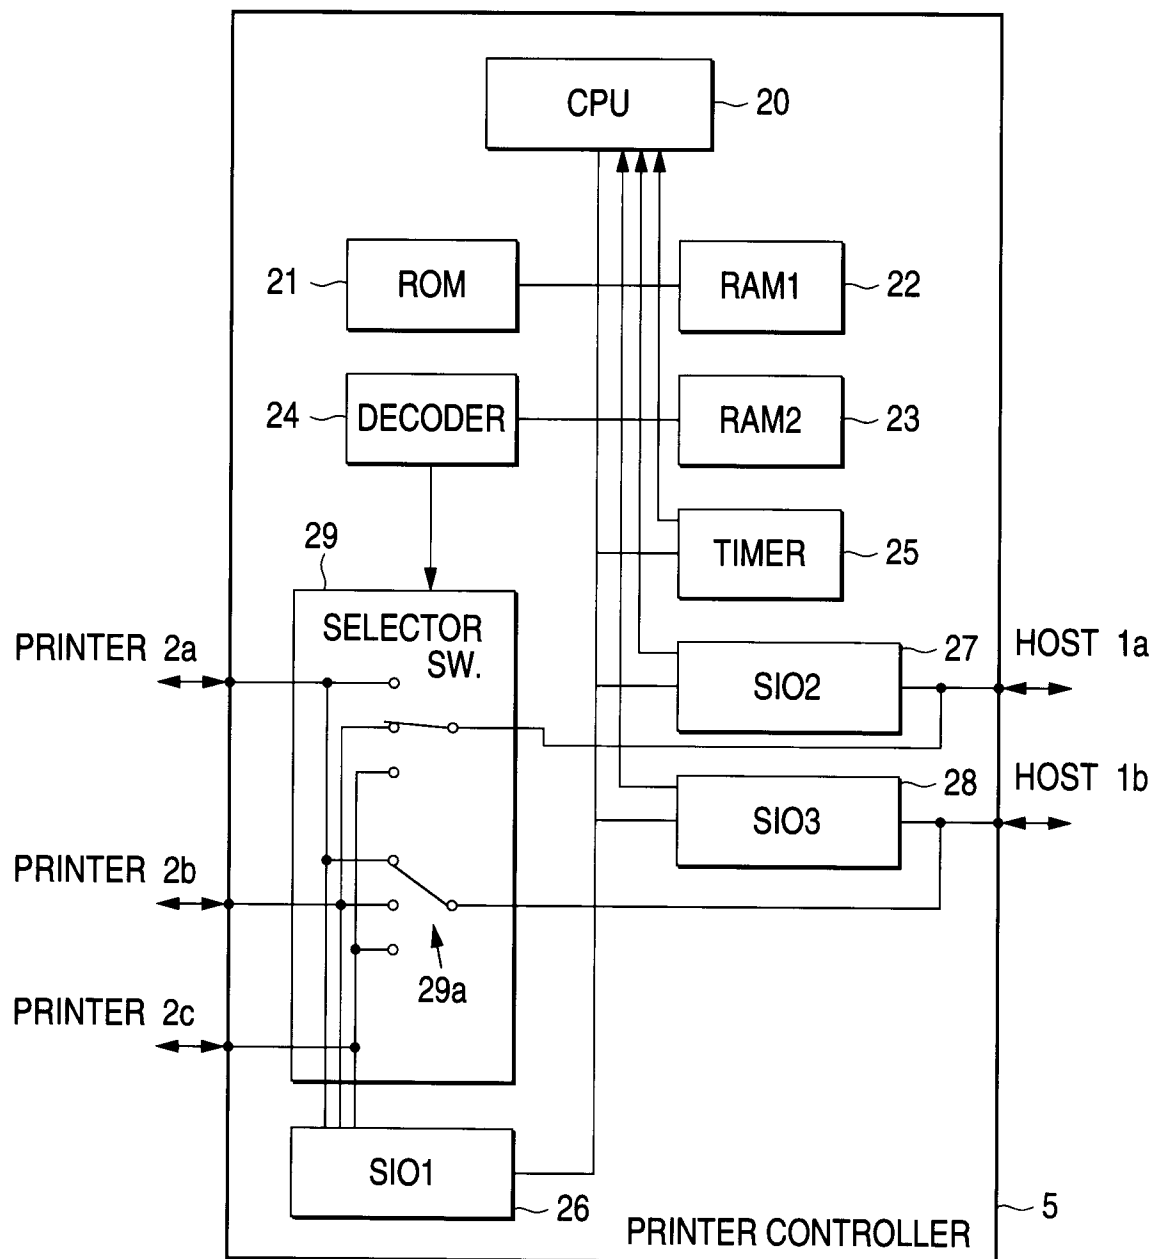 CPU
20
21
ROM
RAM1
22
24
DECODER
RAM2
23
29
TIMER
25
SELECTOR
SW.
PRINTER 2a
27
HOST 1a
SIO2
28
HOST 1b
SIO3
PRINTER 2b
29a
PRINTER 2c
SIO1
26
5
PRINTER CONTROLLER